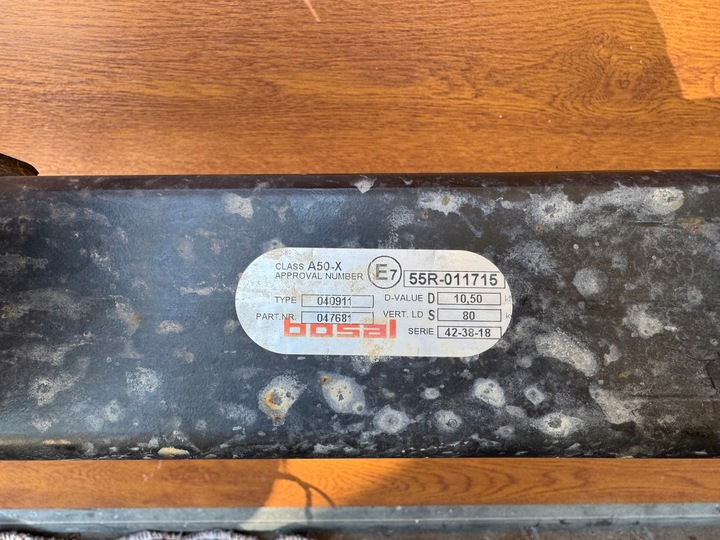 CLASS A50-X
APPROVAL NUMBER E7 55R-011715
TYPE 040911 D-VALUE D 10,50
PART.NR. 047681 VERT. LD S 80
bosal SERIE 42-38-18